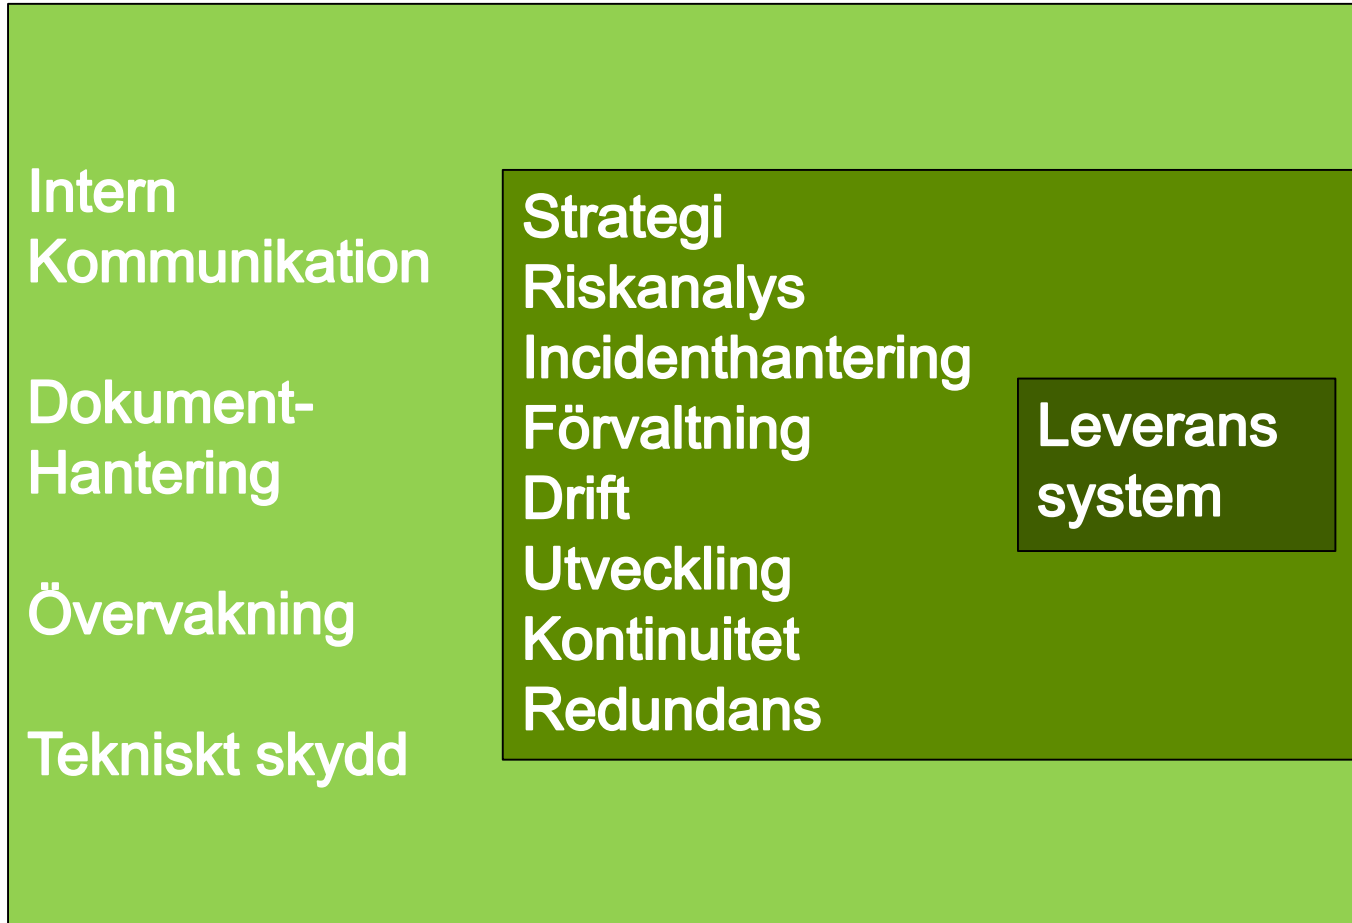 Intern
Kommunikation
Dokument-
Hantering
Övervakning
Tekniskt skydd
Strategi
Riskanalys
Incidenthantering
Förvaltning
Drift
Utveckling
Kontinuitet
Redundans
Leverans
system